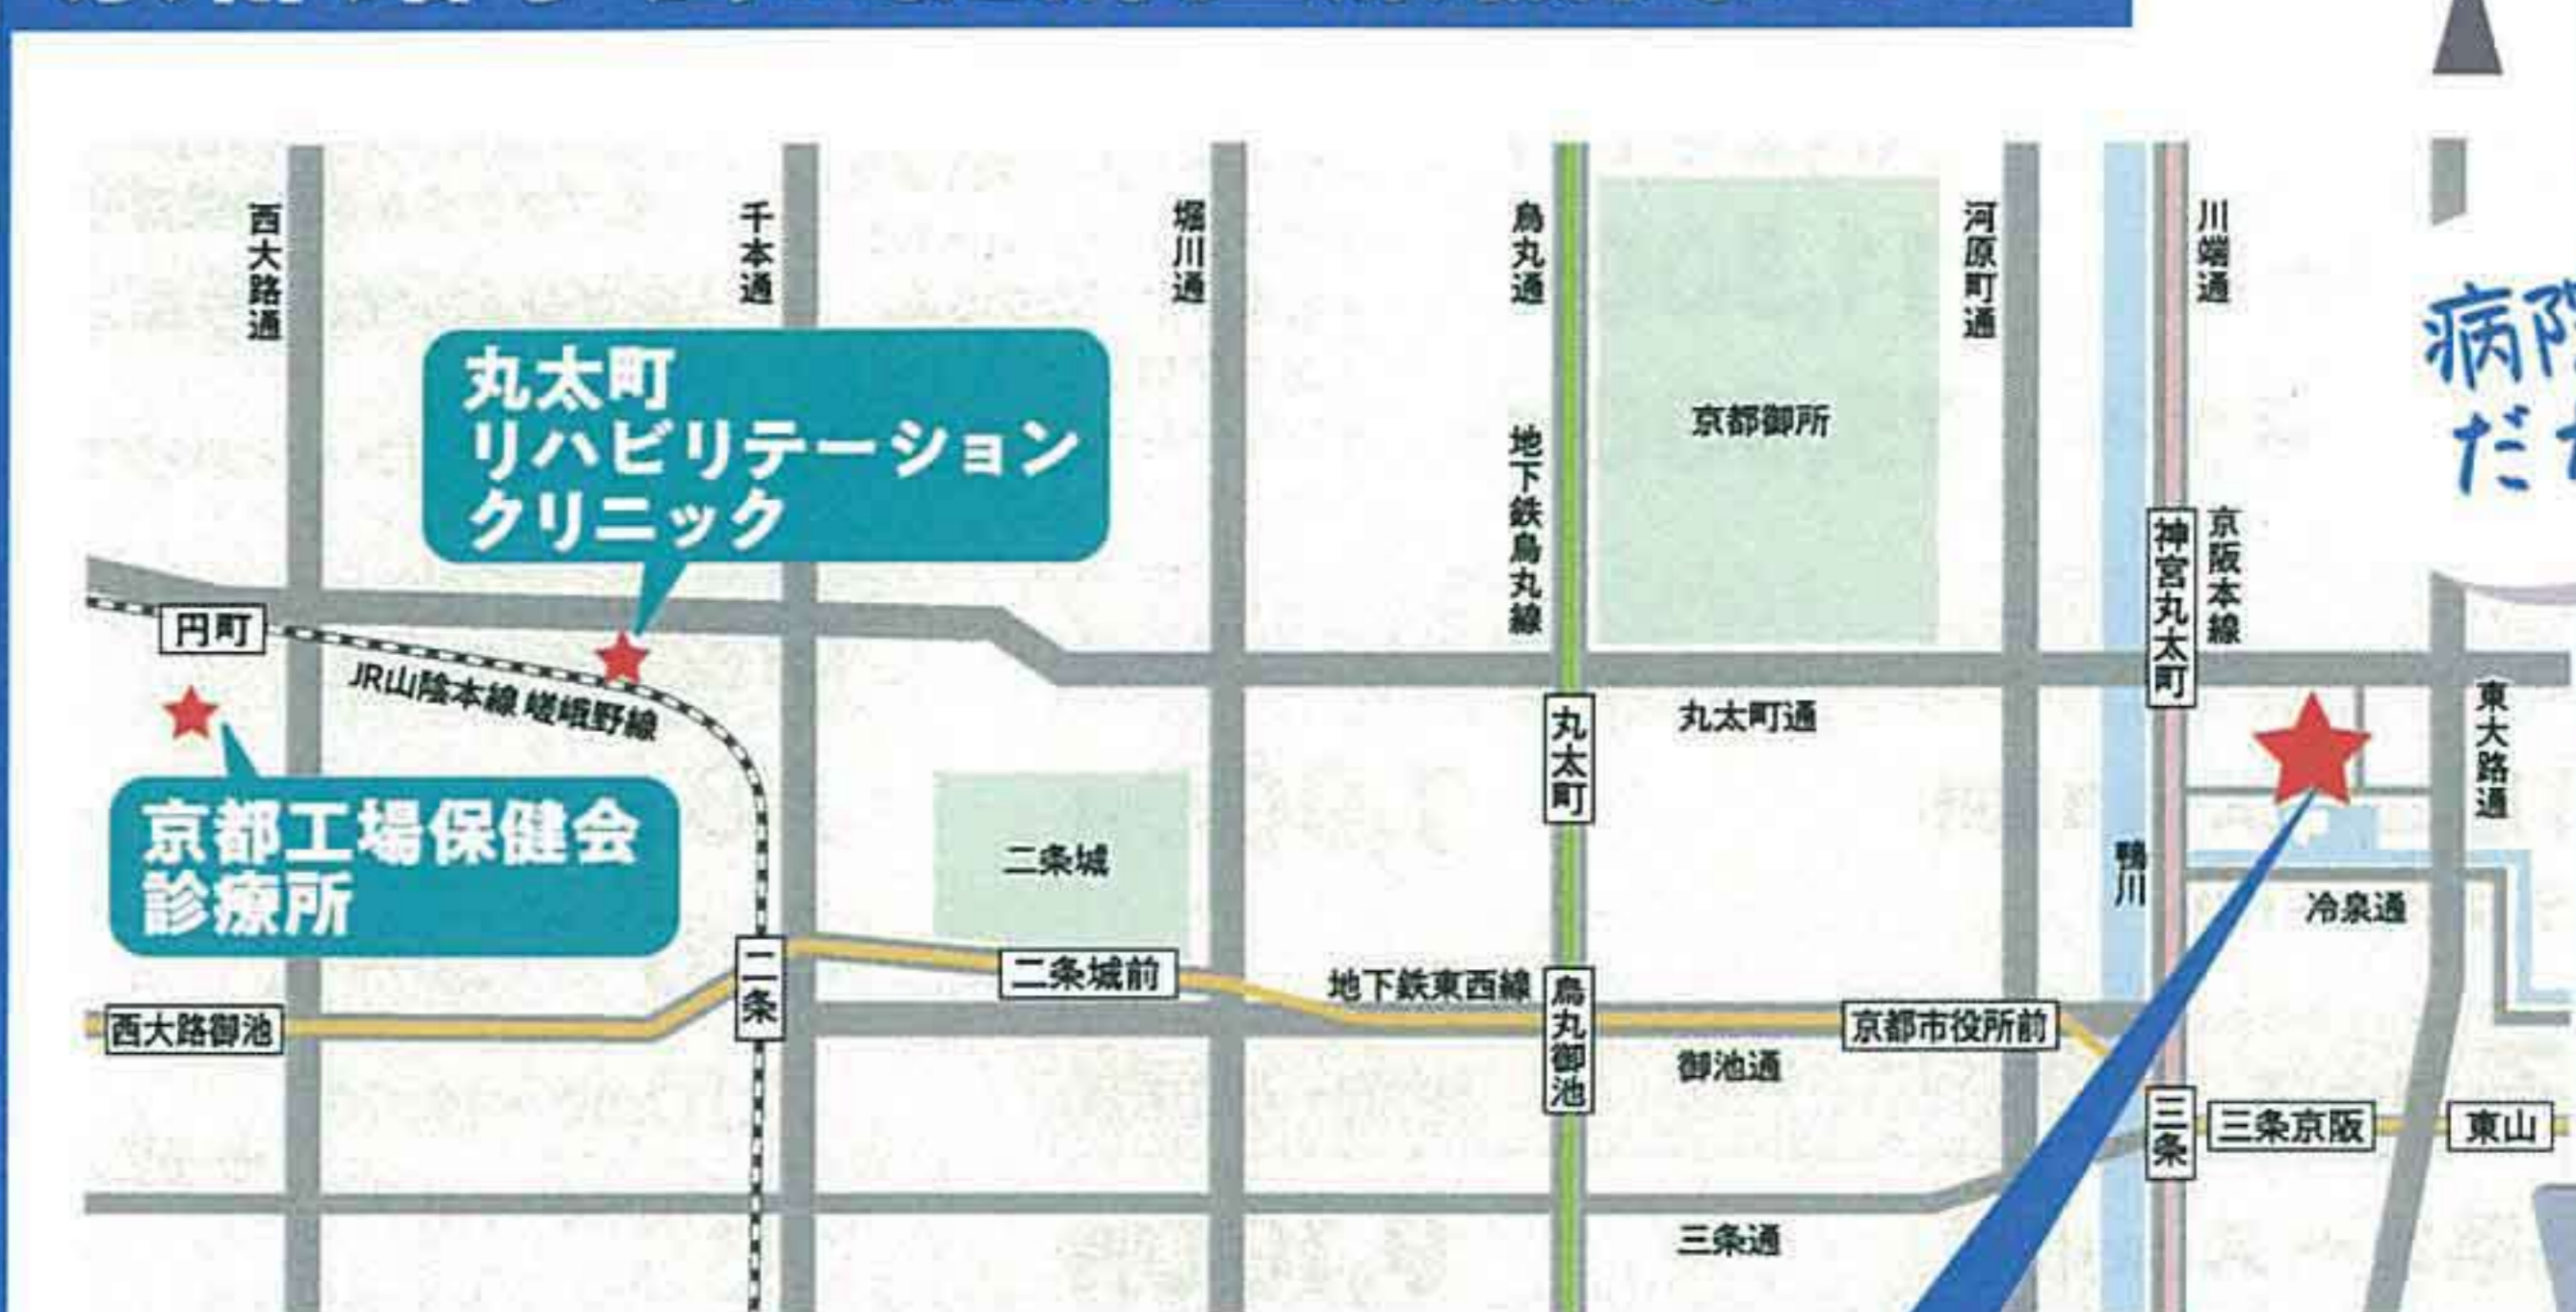 西大路通
千本通
堀川通
烏丸通
河原町通
川端通
丸太町
リハビリテーション
クリニック
京都御所
地下鉄烏丸線
神宮丸太町
京阪本線
病院
円町
JR山陰本線 嵯峨野線
丸太町
丸太町通
東大路通
京都工場保健会
診療所
二条城
鴨川
冷泉通
二条
二条城前
地下鉄東西線
烏丸御池
西大路御池
京都市役所前
御池通
三条
三条京阪
東山
三条通